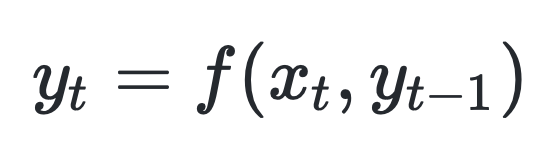 y_t = f(x_t, y_{t-1})